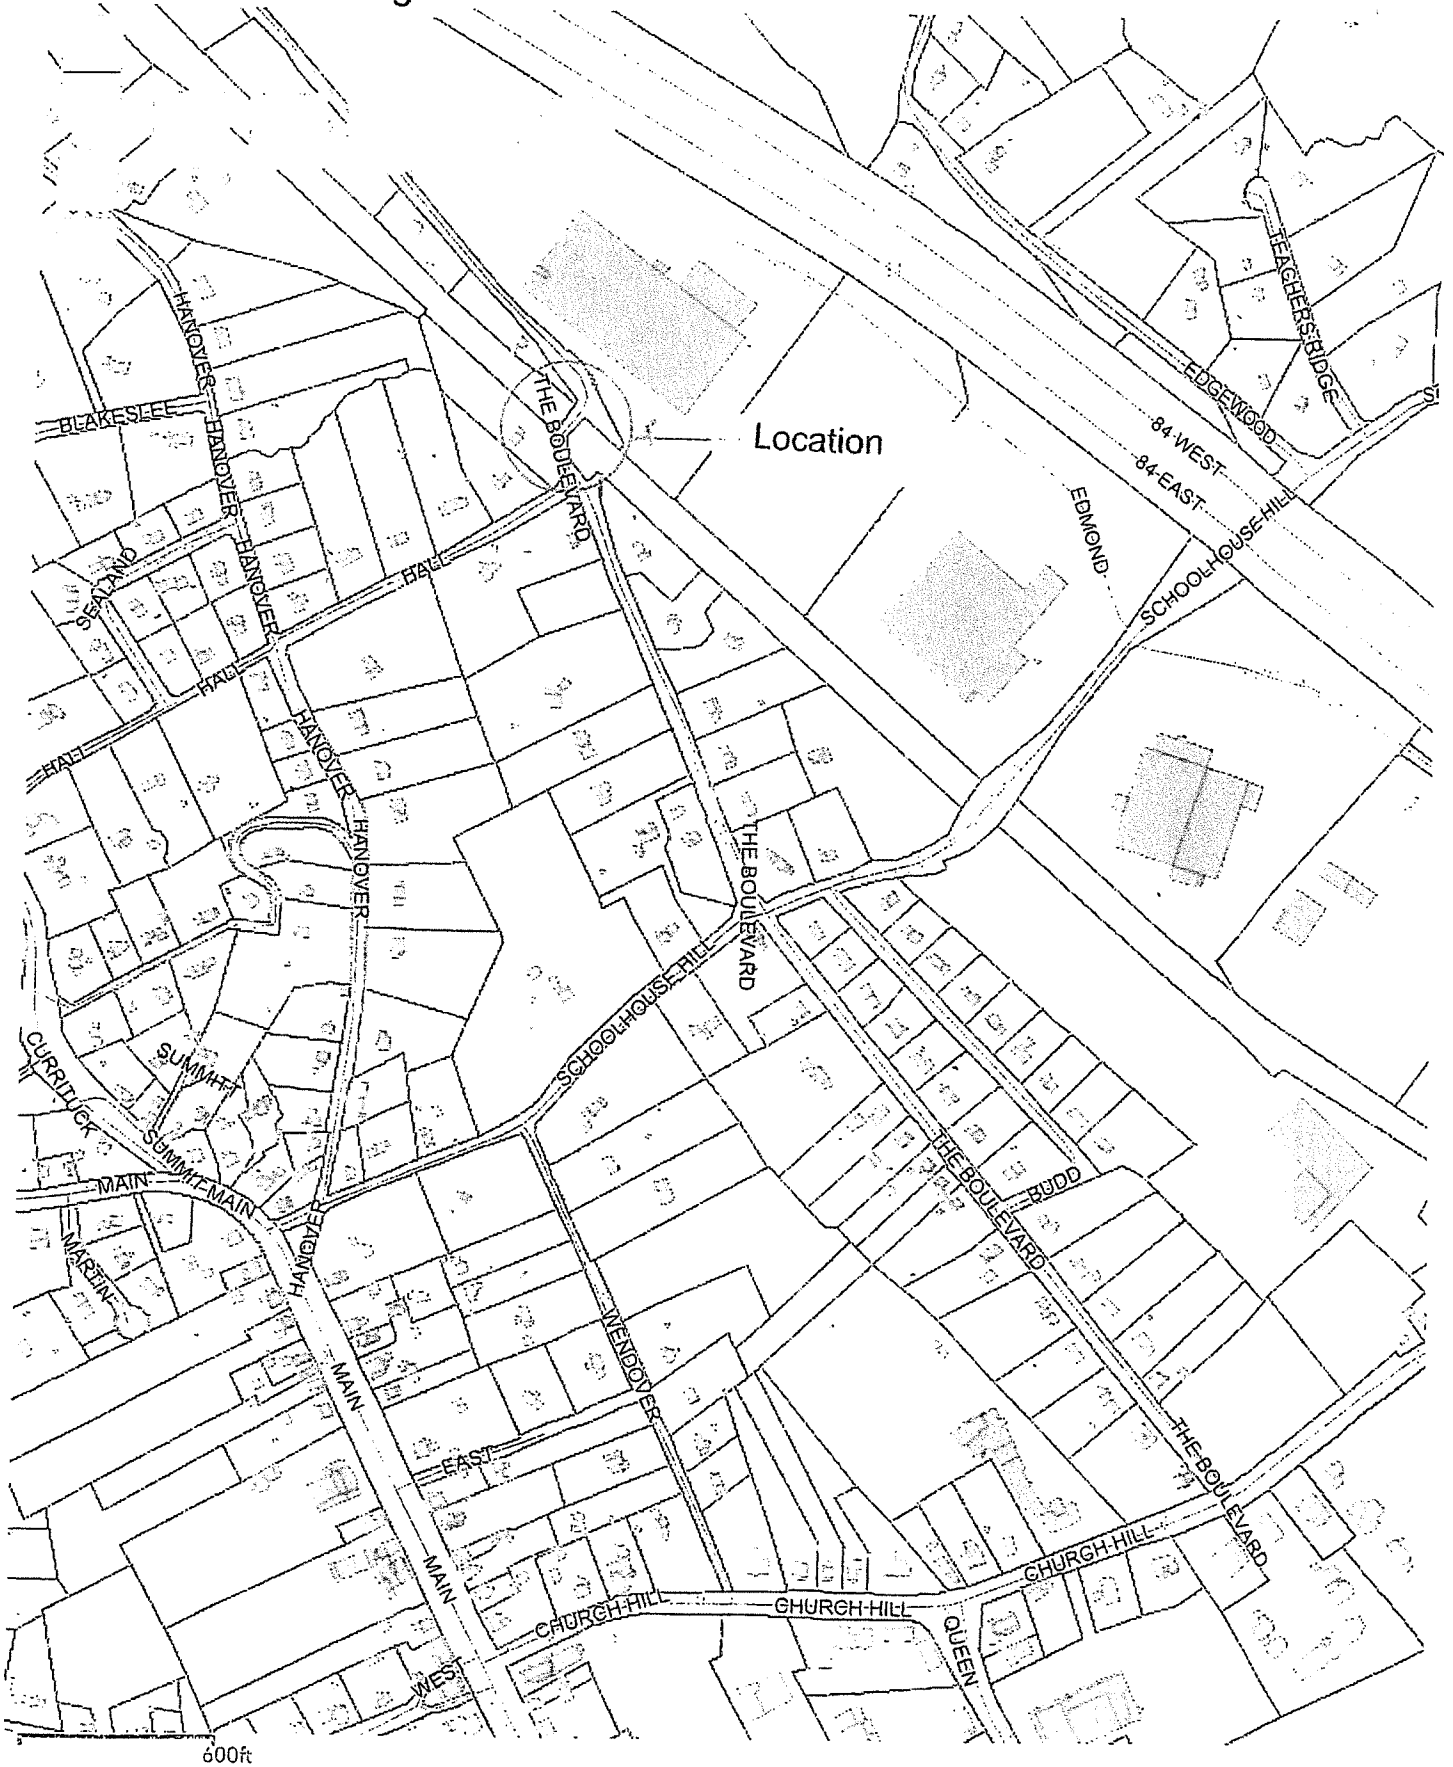 TEACHERS RIDGE
HANOVER
EDGEWOOD
THE BOULEVARD
BLAKESLEE
HANOVER
84 WEST
Location
84 EAST
EDMOND
SCHOOLHOUSE HILL
HALL
SEALAND
HANOVER
HALL
HANOVER
HALL
HANOVER
THE BOULEVARD
SCHOOLHOUSE HILL
CURRITUCK
SUMMIT
SUMMIT
MAIN
MAIN
THE BOULEVARD
BUDD
HANOVER
MARTIN
WENDOVER
MAIN
EAST
THE BOULEVARD
MAIN
CHURCH HILL
CHURCH HILL
CHURCH HILL
QUEEN
WEST
600ft